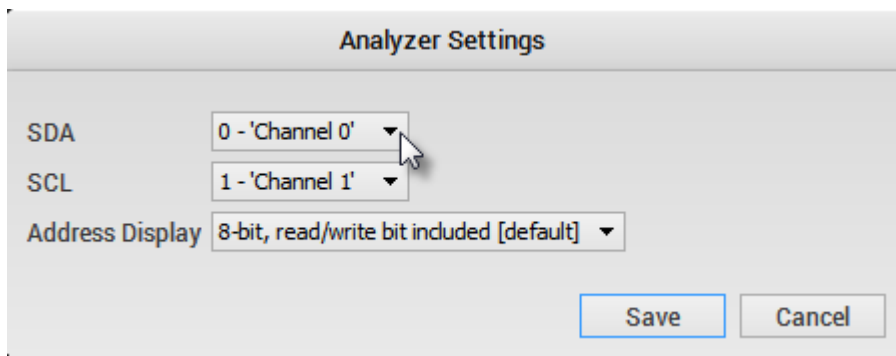 Analyzer Settings
SDA 0 - 'Channel 0'
SCL 1 - 'Channel 1'
Address Display 8-bit, read/write bit included [default]
Save Cancel